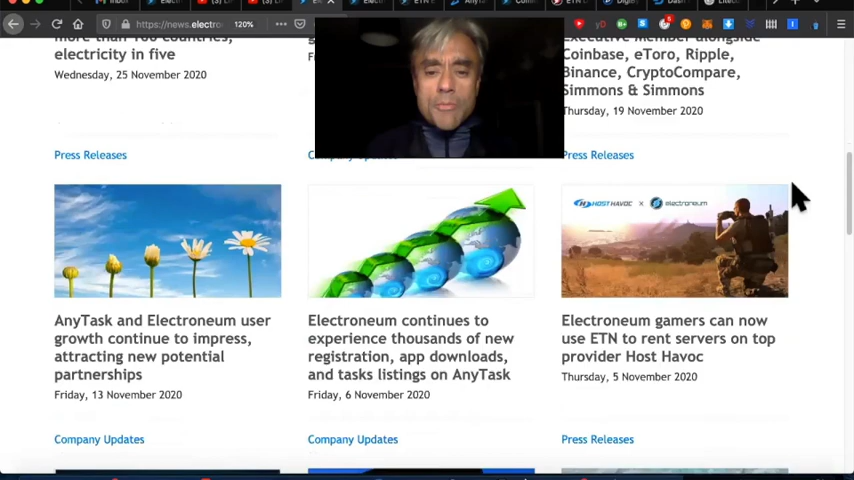 Inbox
https://news.electro
120%
more than 100 countries,
electricity in five
Wednesday, 25 November 2020
Executive Member alongside
Coinbase, eToro, Ripple,
Binance, CryptoCompare,
Simmons & Simmons
Thursday, 19 November 2020
Press Releases
Company Updates
Press Releases
HOST HAVOC x electroneum
AnyTask and Electroneum user
growth continue to impress,
attracting new potential
partnerships
Friday, 13 November 2020
Electroneum continues to
experience thousands of new
registration, app downloads,
and tasks listings on AnyTask
Friday, 6 November 2020
Electroneum gamers can now
use ETN to rent servers on top
provider Host Havoc
Thursday, 5 November 2020
Company Updates
Company Updates
Press Releases